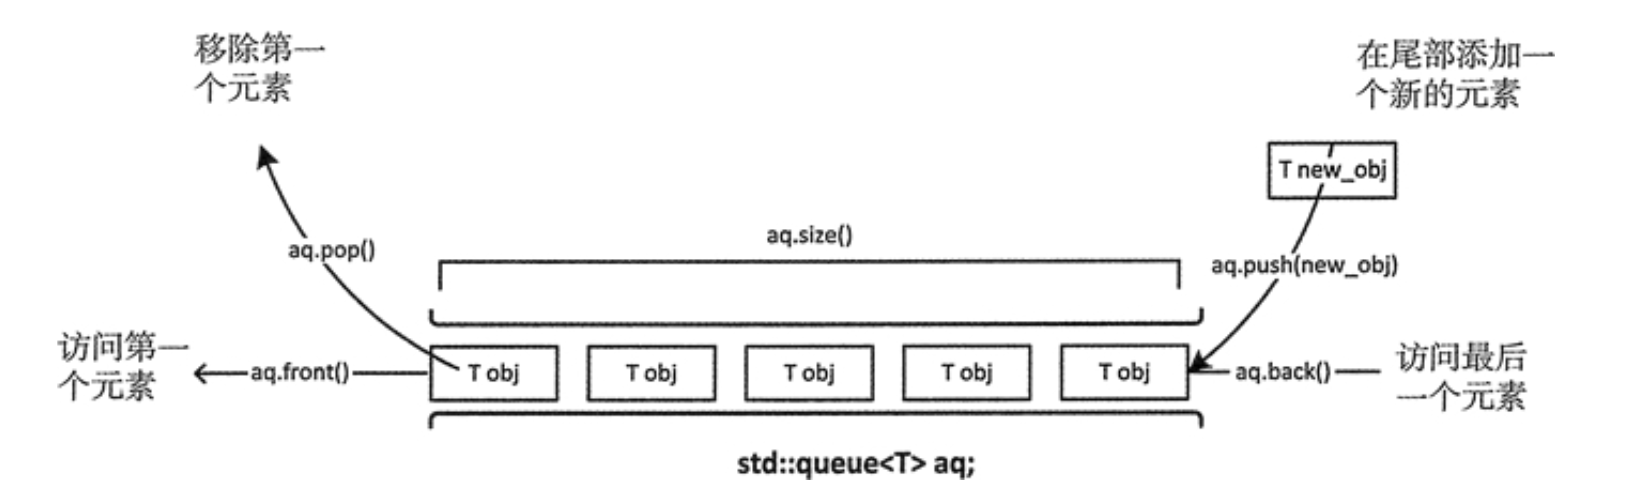 移除第一
个元素
在尾部添加一
个新的元素
T new_obj
aq.size()
aq.pop()
aq.push(new_obj)
访问第一
个元素
aq.front()
T obj
T obj
T obj
T obj
T obj
aq.back()
访问最后
一个元素
std::queue<T> aq;